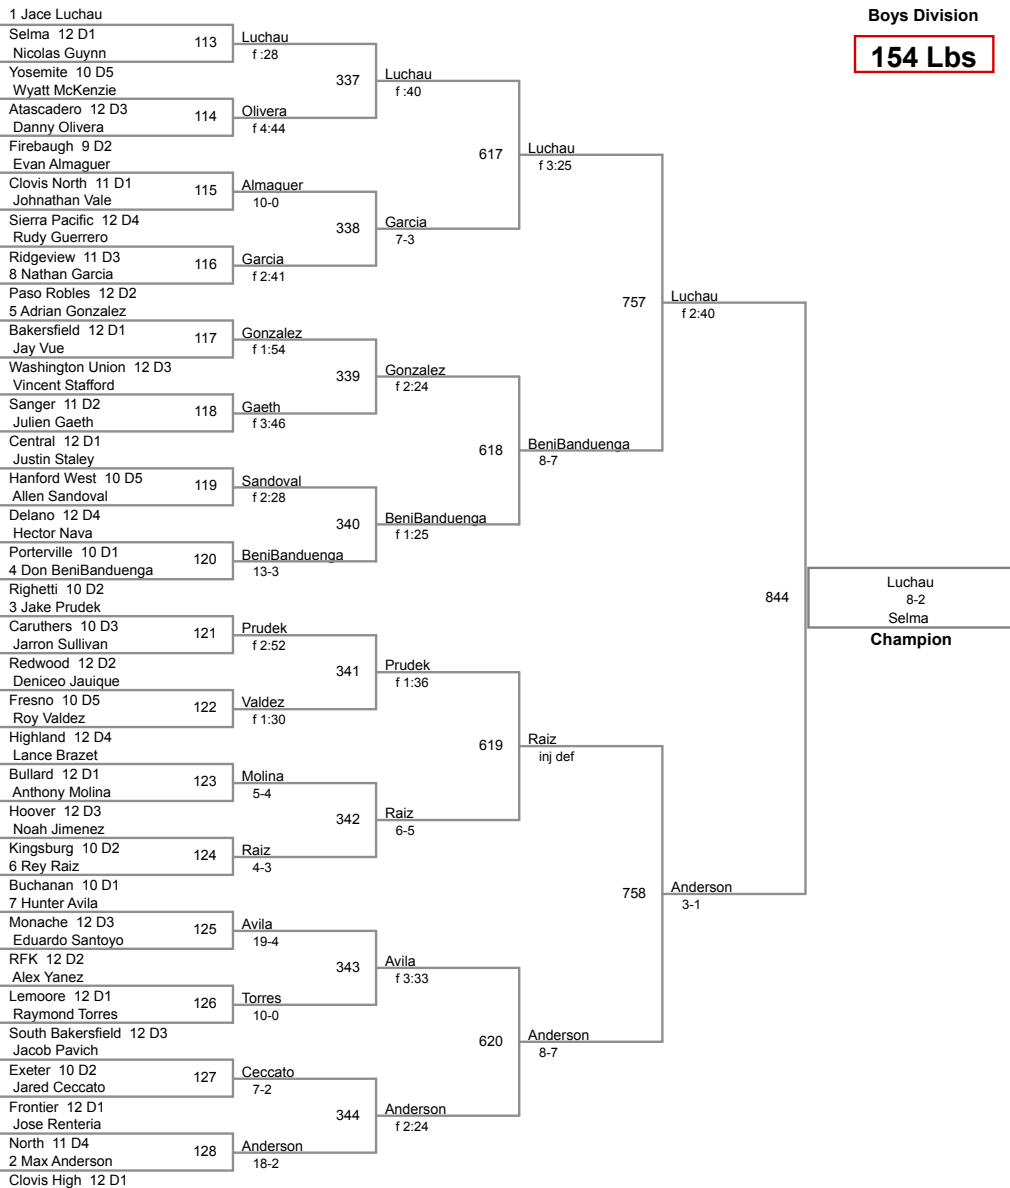 1 Jace Luchau
Selma 12 D1
Nicolas Guynn
Yosemite 10 D5
Wyatt McKenzie
Atascadero 12 D3
Danny Olivera
Firebaugh 9 D2
Evan Almaguer
Clovis North 11 D1
Johnathan Vale
Sierra Pacific 12 D4
Rudy Guerrero
Ridgeview 11 D3
8 Nathan Garcia
Paso Robles 12 D2
5 Adrian Gonzalez
Bakersfield 12 D1
Jay Vue
Washington Union 12 D3
Vincent Stafford
Sanger 11 D2
Julien Gaeth
Central 12 D1
Justin Staley
Hanford West 10 D5
Allen Sandoval
Delano 12 D4
Hector Nava
Porterville 10 D1
4 Don BeniBanduenga
Righetti 10 D2
3 Jake Prudek
Caruthers 10 D3
Jarron Sullivan
Redwood 12 D2
Deniceo Jauique
Fresno 10 D5
Roy Valdez
Highland 12 D4
Lance Brazet
Bullard 12 D1
Anthony Molina
Hoover 12 D3
Noah Jimenez
Kingsburg 10 D2
6 Rey Raiz
Buchanan 10 D1
7 Hunter Avila
Monache 12 D3
Eduardo Santoyo
RFK 12 D2
Alex Yanez
Lemoore 12 D1
Raymond Torres
South Bakersfield 12 D3
Jacob Pavich
Exeter 10 D2
Jared Ceccato
Frontier 12 D1
Jose Renteria
North 11 D4
2 Max Anderson
Clovis High 12 D1
113
114
115
116
117
118
119
120
121
122
123
124
125
126
127
128
Luchau
f :28
Olivera
f 4:44
Almaguer
10-0
Garcia
f 2:41
Gonzalez
f 1:54
Gaeth
f 3:46
Sandoval
f 2:28
BeniBanduenga
13-3
Prudek
f 2:52
Valdez
f 1:30
Molina
5-4
Raiz
4-3
Avila
19-4
Torres
10-0
Ceccato
7-2
Anderson
18-2
337
338
339
340
341
342
343
344
Luchau
f :40
Garcia
7-3
Gonzalez
f 2:24
BeniBanduenga
f 1:25
Prudek
f 1:36
Raiz
6-5
Avila
f 3:33
Anderson
f 2:24
617
618
619
620
Luchau
f 3:25
BeniBanduenga
8-7
Raiz
inj def
Anderson
8-7
757
758
Luchau
f 2:40
Anderson
3-1
844
Luchau
8-2
Selma
Champion
Boys Division
154 Lbs